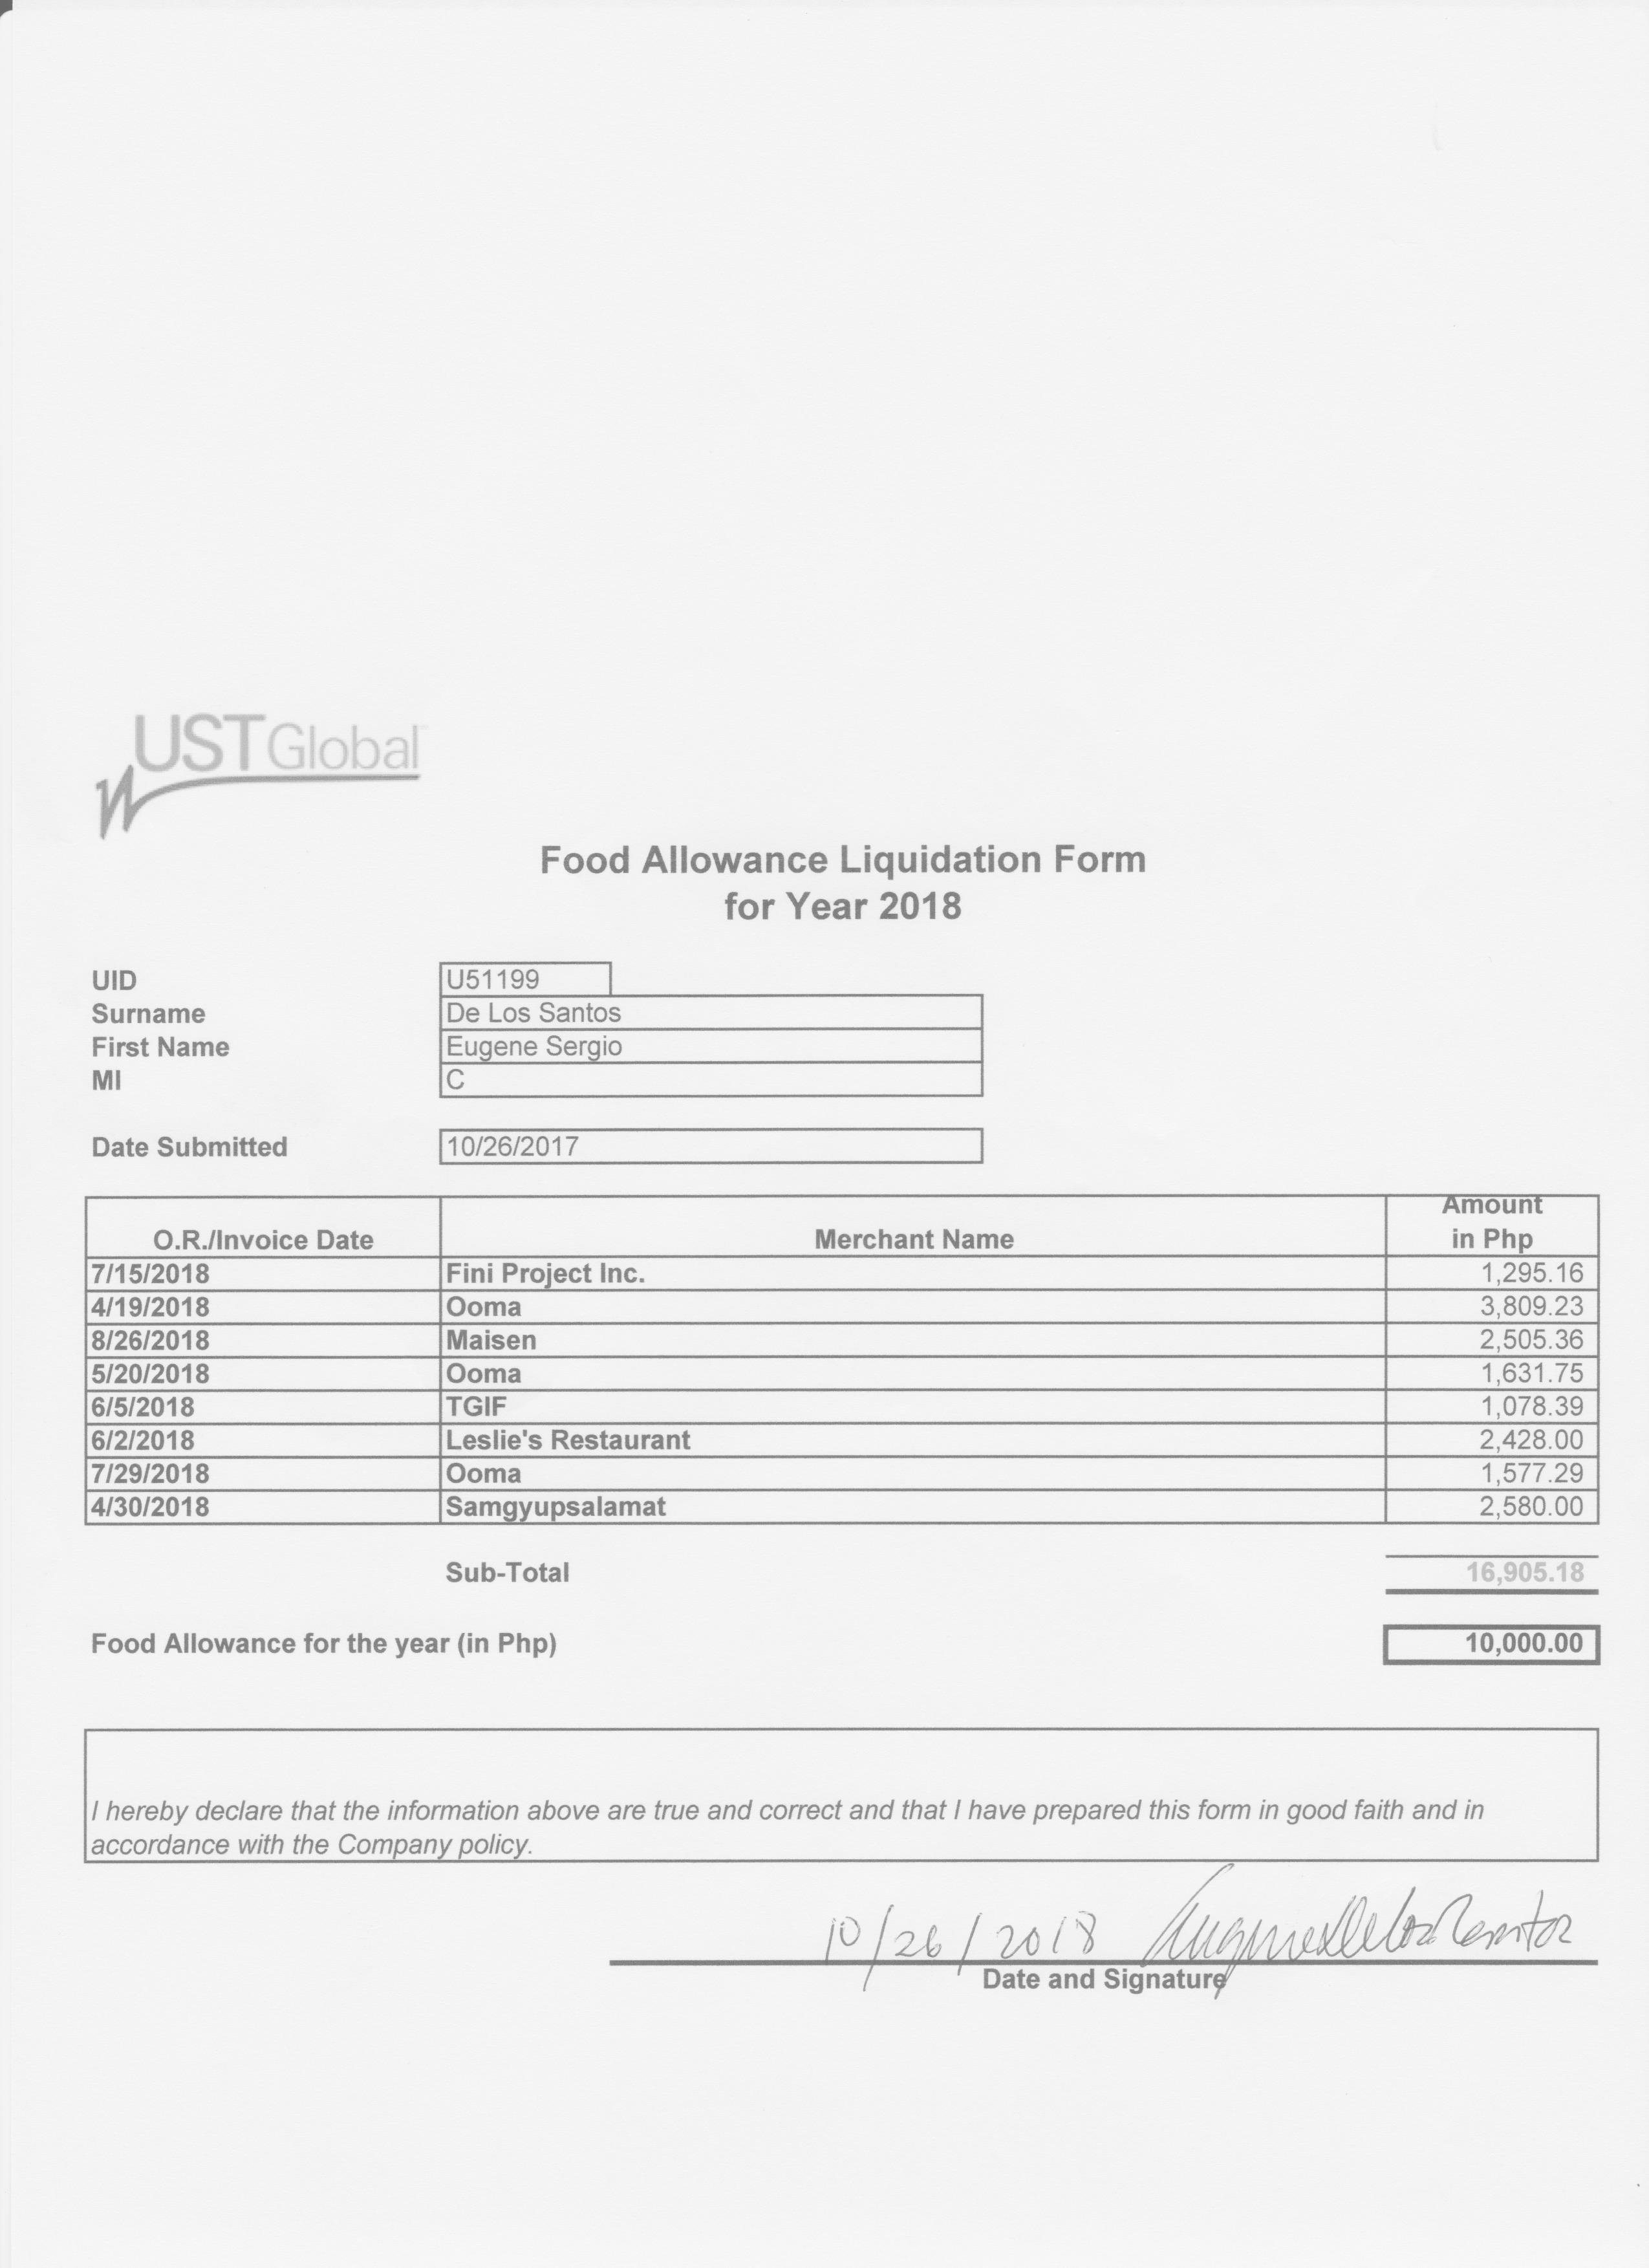 UST Global
Food Allowance Liquidation Form
for Year 2018
UID U51199
Surname De Los Santos
First Name Eugene Sergio
MI C
Date Submitted 10/26/2017
O.R./Invoice Date Merchant Name Amount in Php
7/15/2018 Fini Project Inc. 1,295.16
4/19/2018 Ooma 3,809.23
8/26/2018 Maisen 2,505.36
5/20/2018 Ooma 1,631.75
6/5/2018 TGIF 1,078.39
6/2/2018 Leslie's Restaurant 2,428.00
7/29/2018 Ooma 1,577.29
4/30/2018 Samgyupsalamat 2,580.00
Sub-Total 16,905.18
Food Allowance for the year (in Php) 10,000.00
I hereby declare that the information above are true and correct and that I have prepared this form in good faith and in
accordance with the Company policy.
10/26/2018
Date and Signature